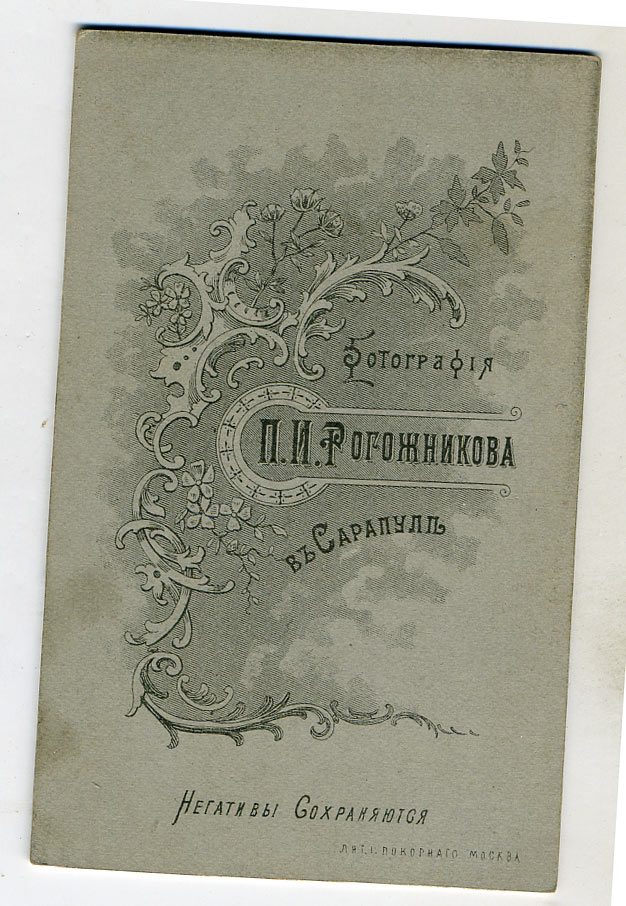 Фотографія
П. И. Рогожникова
въ Сарапулѣ
Негативы Сохраняются
Лит. І. Покорнаго Москва